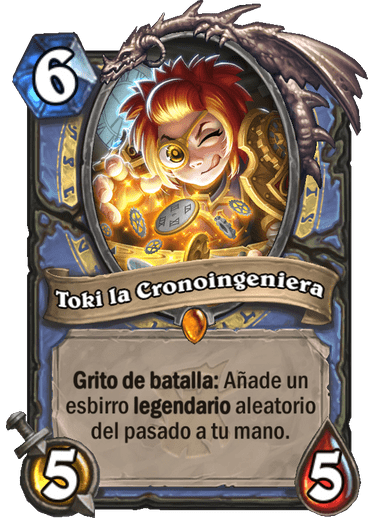 6
Toki la Cronoingeniera
Grito de batalla: Añade un
esbirro legendario aleatorio
del pasado a tu mano.
5
5